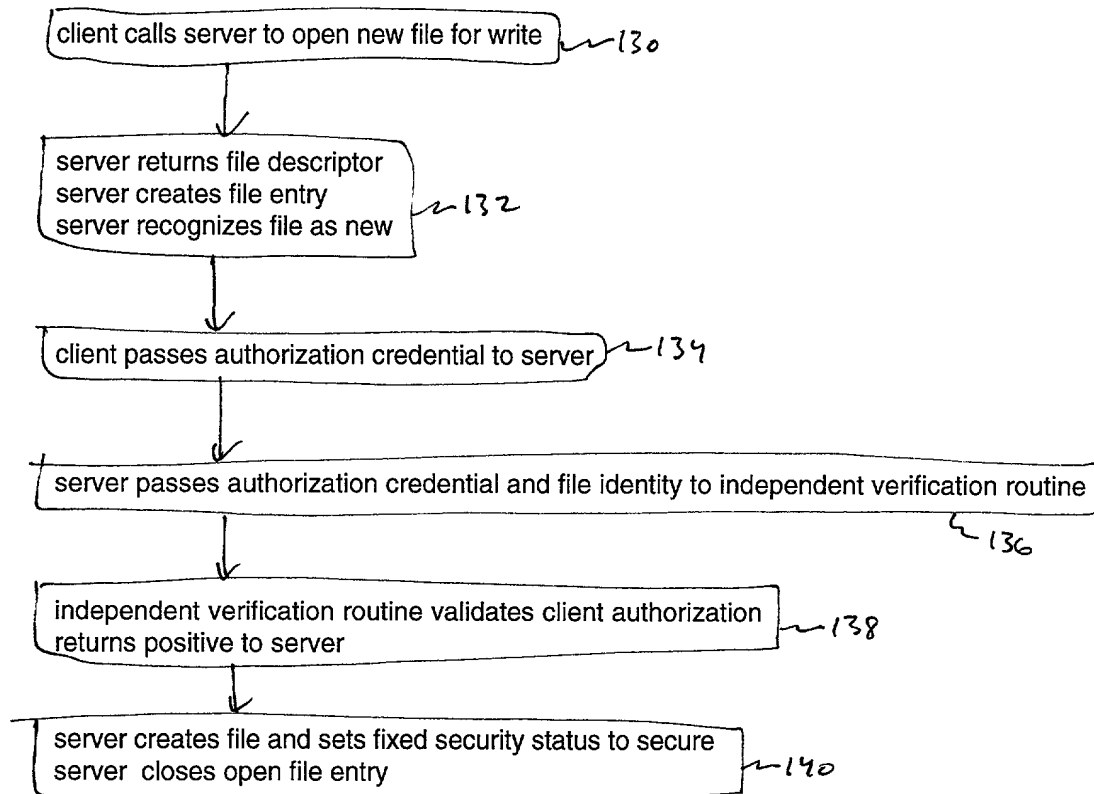 client calls server to open new file for write 130
server returns file descriptor
server creates file entry 132
server recognizes file as new
client passes authorization credential to server 134
server passes authorization credential and file identity to independent verification routine
136
independent verification routine validates client authorization
returns positive to server 138
server creates file and sets fixed security status to secure
server closes open file entry 140